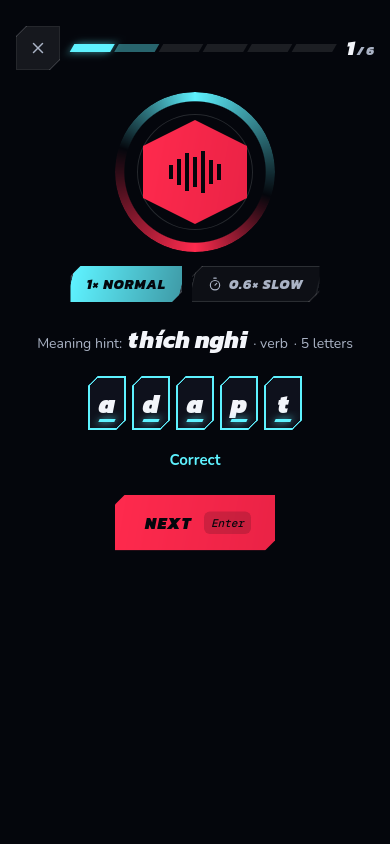 1/6
1× NORMAL
0.6× SLOW
Meaning hint: thích nghi · verb · 5 letters
a d a p t
Correct
NEXT Enter